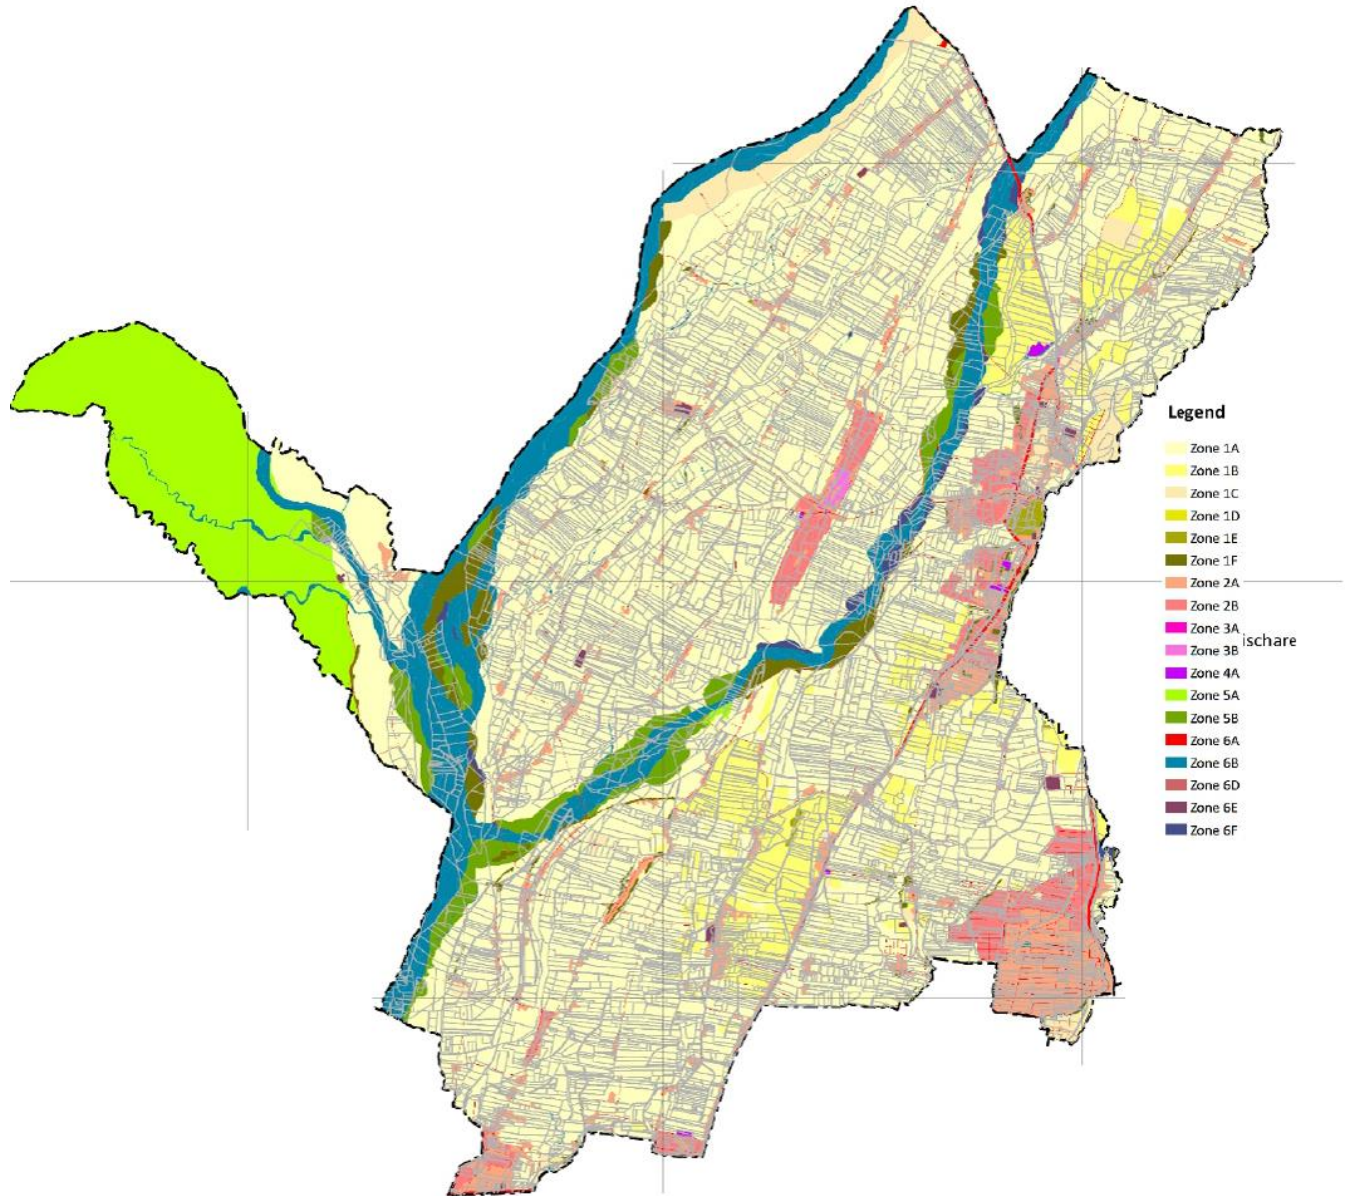 Legend
Zone 1A
Zone 1B
Zone 1C
Zone 1D
Zone 1E
Zone 1F
Zone 2A
Zone 2B
Zone 3A
ischare
Zone 3B
Zone 4A
Zone 5A
Zone 5B
Zone 6A
Zone 6B
Zone 6D
Zone 6E
Zone 6F